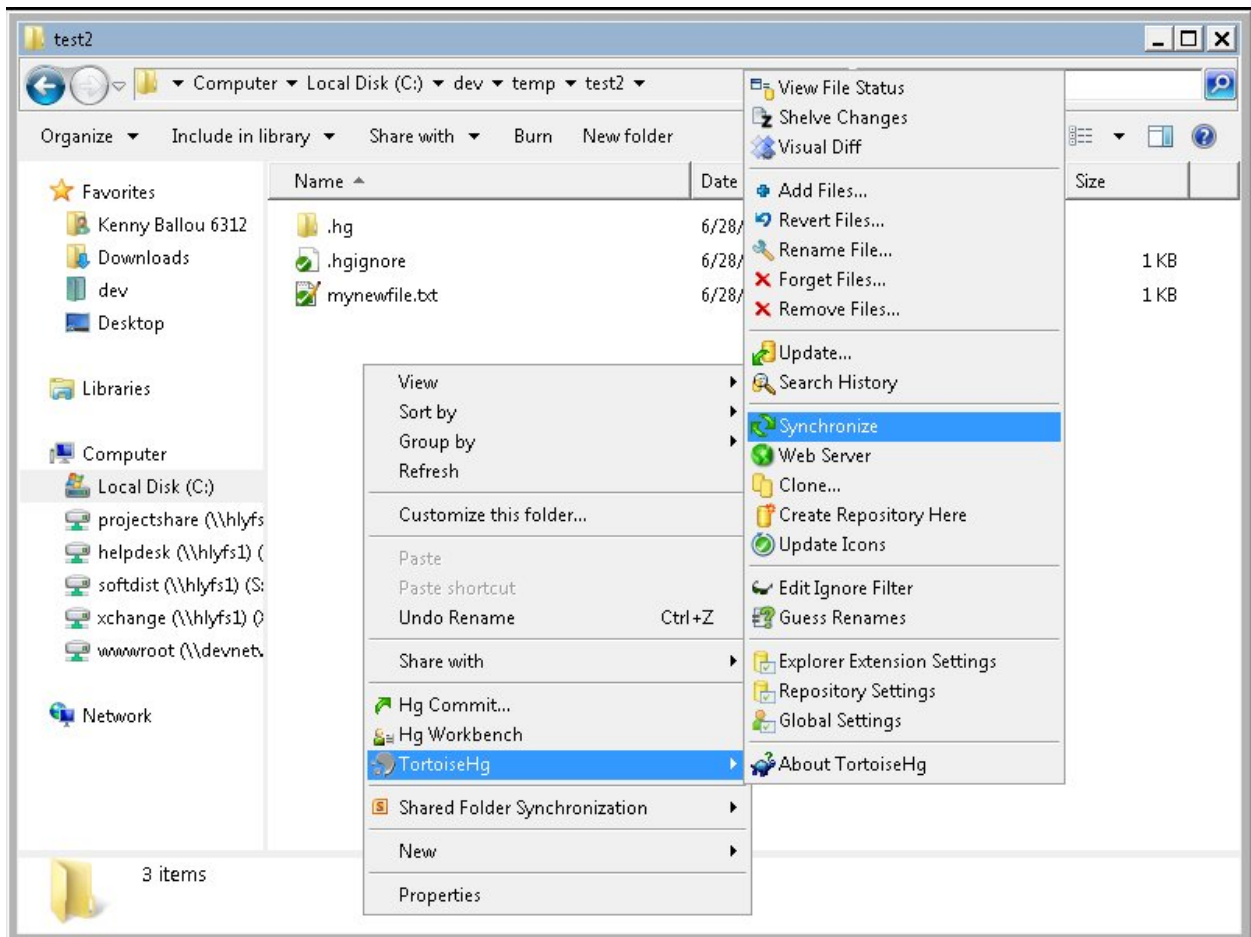 test2
Computer Local Disk (C:) dev temp test2
Organize Include in library Share with Burn New folder
Name Date Size
Favorites
Kenny Ballou 6312
Downloads
dev
Desktop
Libraries
Computer
Local Disk (C:)
projectshare (\\hlyfs
helpdesk (\\hlyfs1) (
softdist (\\hlyfs1) (S:
xchange (\\hlyfs1) (
wwwroot (\\devnet
Network
.hg 6/28/
.hgignore 6/28/ 1 KB
mynewfile.txt 6/28/ 1 KB
View
Sort by
Group by
Refresh
Customize this folder...
Paste
Paste shortcut
Undo Rename Ctrl+Z
Share with
Hg Commit...
Hg Workbench
TortoiseHg
Shared Folder Synchronization
New
Properties
View File Status
Shelve Changes
Visual Diff
Add Files...
Revert Files...
Rename File...
Forget Files...
Remove Files...
Update...
Search History
Synchronize
Web Server
Clone...
Create Repository Here
Update Icons
Edit Ignore Filter
Guess Renames
Explorer Extension Settings
Repository Settings
Global Settings
About TortoiseHg
3 items